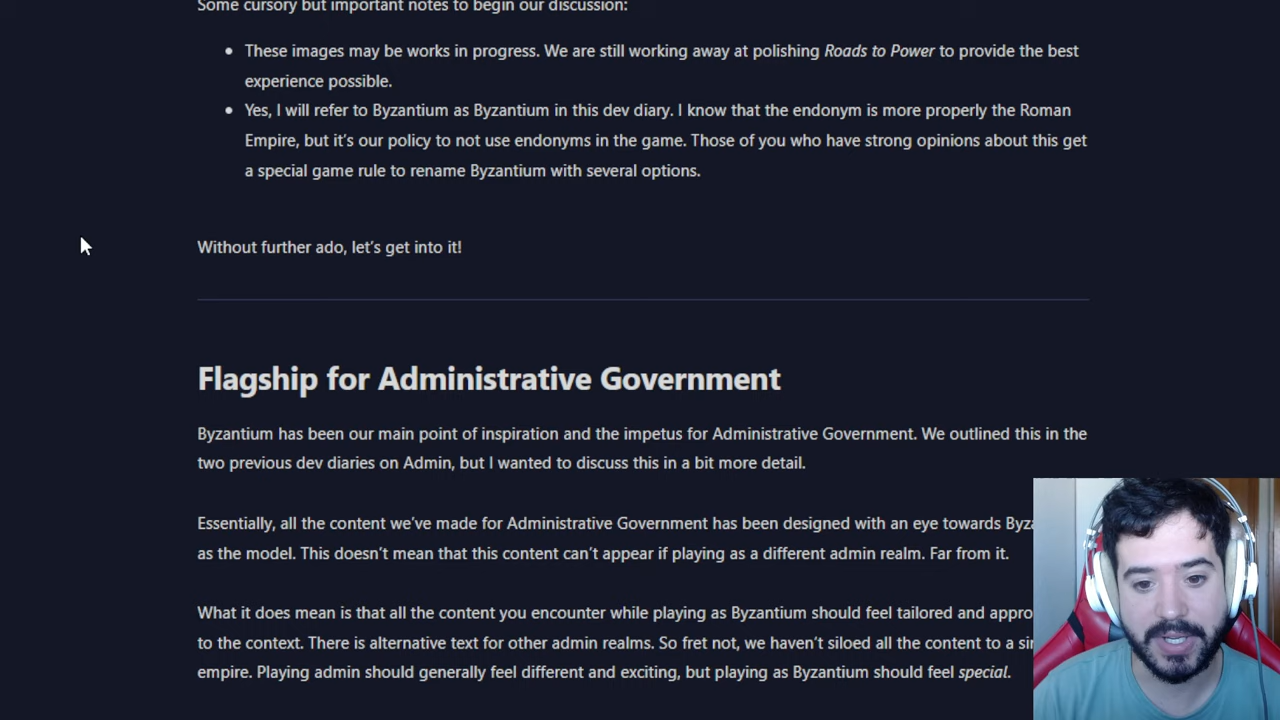 Some cursory but important notes to begin our discussion:
• These images may be works in progress. We are still working away at polishing Roads to Power to provide the best
experience possible.
• Yes, I will refer to Byzantium as Byzantium in this dev diary. I know that the endonym is more properly the Roman
Empire, but it’s our policy to not use endonyms in the game. Those of you who have strong opinions about this get
a special game rule to rename Byzantium with several options.
Without further ado, let’s get into it!
Flagship for Administrative Government
Byzantium has been our main point of inspiration and the impetus for Administrative Government. We outlined this in the
two previous dev diaries on Admin, but I wanted to discuss this in a bit more detail.
Essentially, all the content we’ve made for Administrative Government has been designed with an eye towards
as the model. This doesn’t mean that this content can’t appear if playing as a different admin realm. Far from it.
What it does mean is that all the content you encounter while playing as Byzantium should feel tailored and
to the context. There is alternative text for other admin realms. So fret not, we haven’t siloed all the content to a
empire. Playing admin should generally feel different and exciting, but playing as Byzantium should feel special.